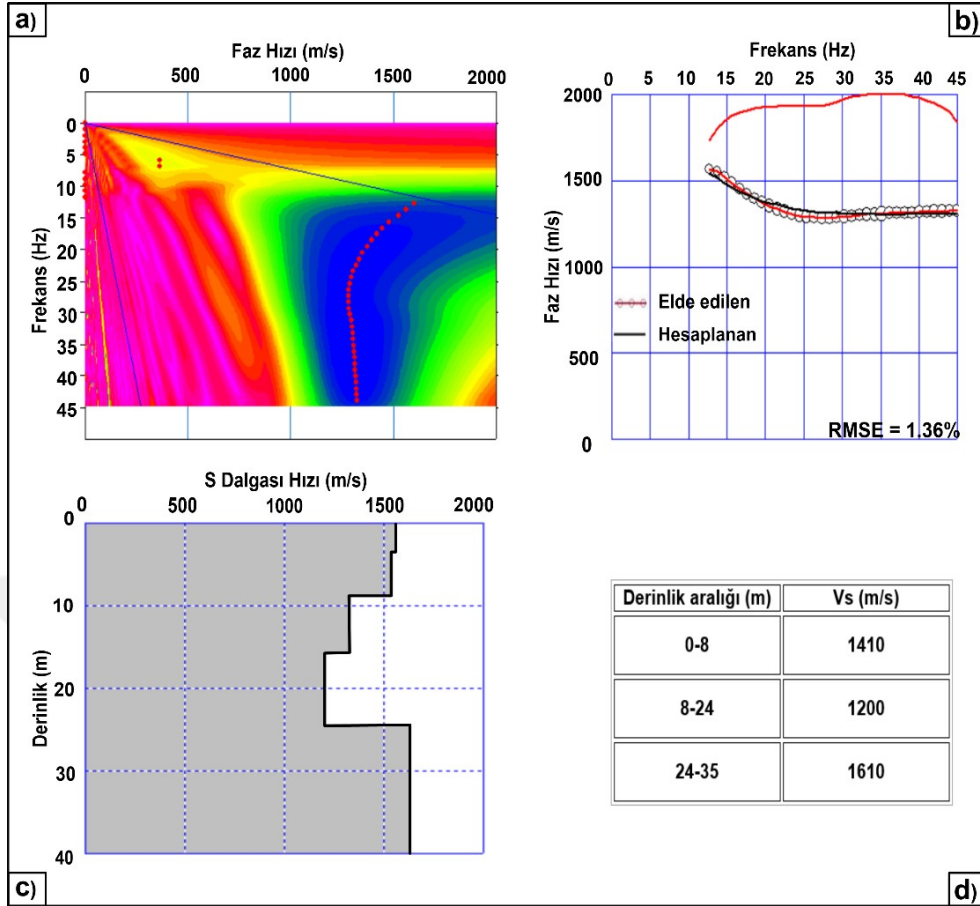 a)
Faz Hızı (m/s)
0 500 1000 1500 2000
Frekans (Hz)
0
5
10
15
20
25
30
35
40
45
b)
Frekans (Hz)
0 5 10 15 20 25 30 35 40 45
Faz Hızı (m/s)
2000
1500
1000
500
0
Elde edilen
Hesaplanan
RMSE = 1.36%
S Dalgası Hızı (m/s)
0 500 1000 1500 2000
Derinlik (m)
0
10
20
30
40
c)
Derinlik aralığı (m) Vs (m/s)
0-8 1410
8-24 1200
24-35 1610
d)